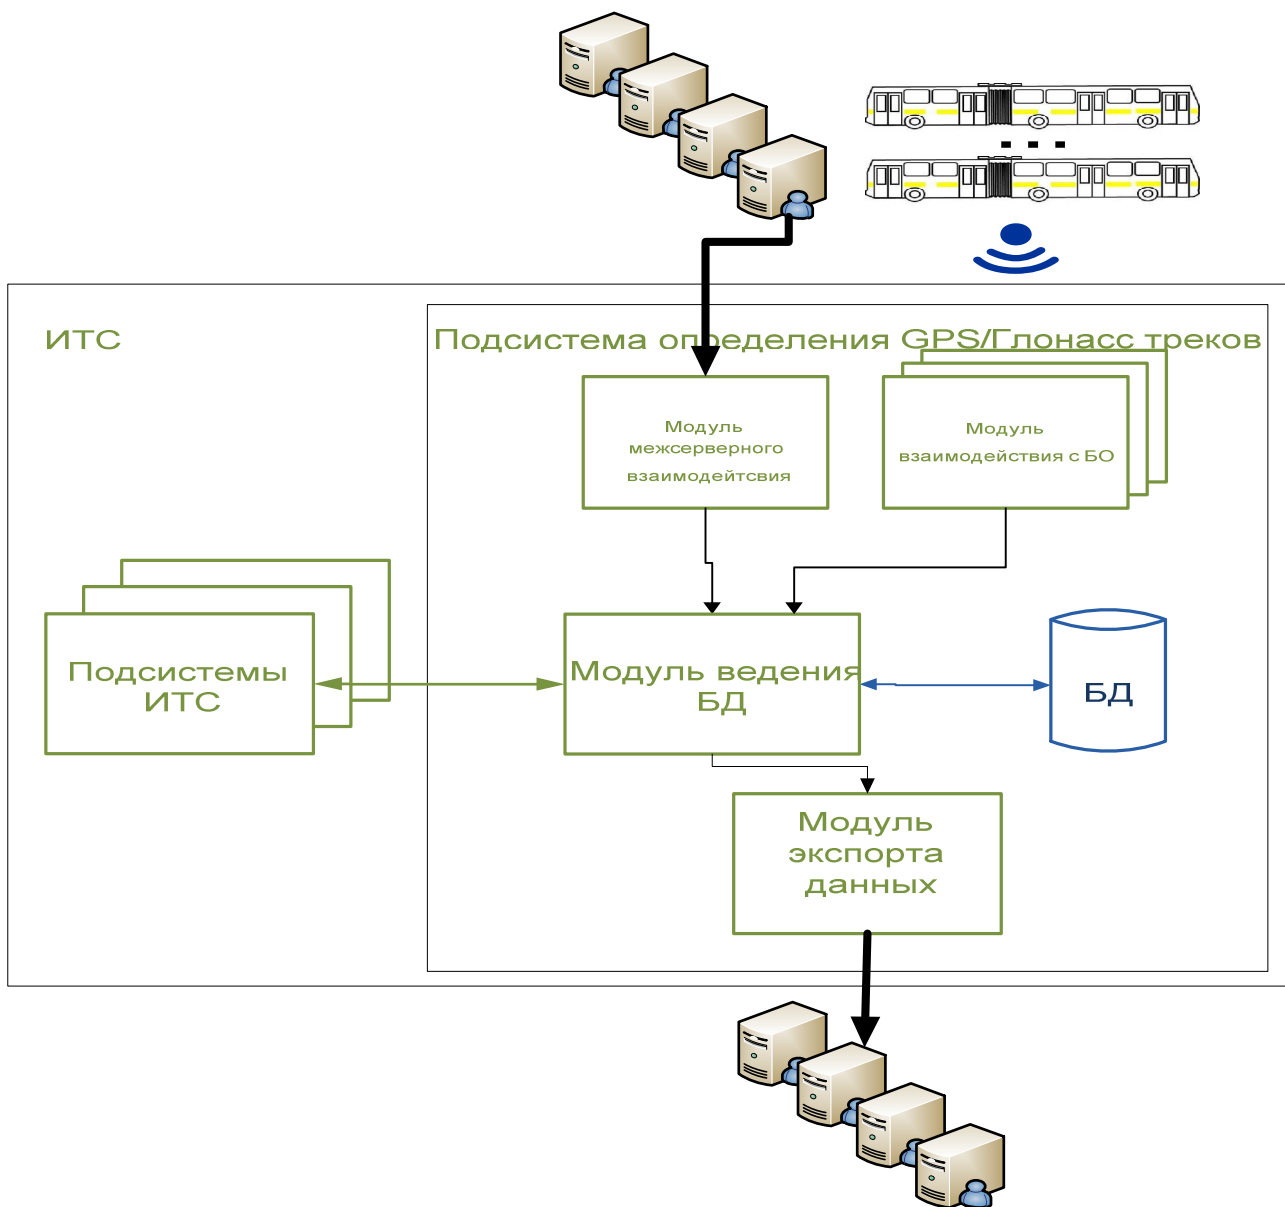 ИТС
Подсистема определения GPS/Глонасс треков
Модуль
межсерверного
взаимодейтсвия
Модуль
взаимодействия с БО
Подсистемы
ИТС
Модуль ведения
БД
БД
Модуль
экспорта
данных